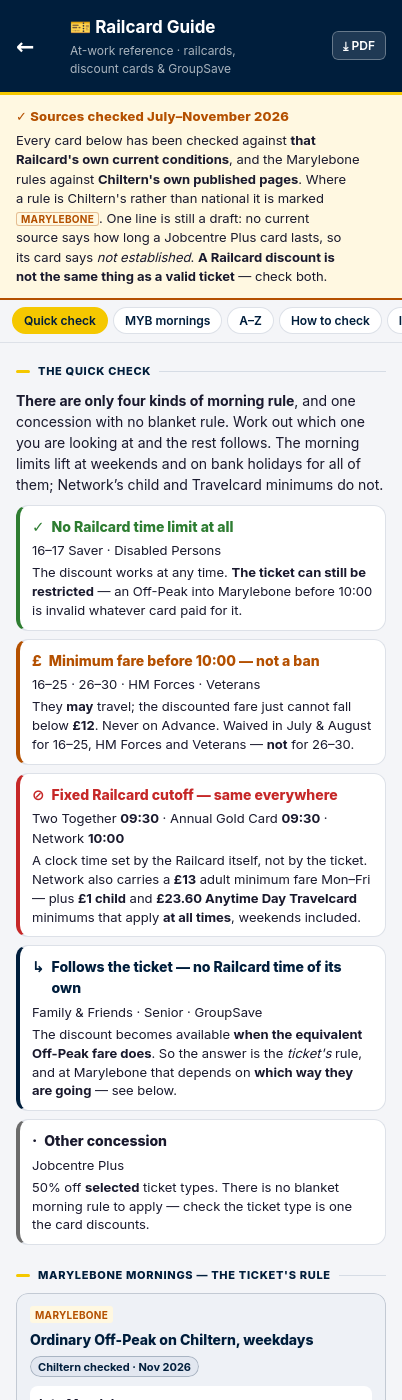 ←
🎫 Railcard Guide
At-work reference · railcards,
discount cards & GroupSave
⤓ PDF
✓ Sources checked July–November 2026
Every card below has been checked against that
Railcard's own current conditions, and the Marylebone
rules against Chiltern's own published pages. Where
a rule is Chiltern's rather than national it is marked
MARYLEBONE. One line is still a draft: no current
source says how long a Jobcentre Plus card lasts, so
its card says not established. A Railcard discount is
not the same thing as a valid ticket — check both.
Quick check
MYB mornings
A–Z
How to check
THE QUICK CHECK
There are only four kinds of morning rule, and one
concession with no blanket rule. Work out which one
you are looking at and the rest follows. The morning
limits lift at weekends and on bank holidays for all of
them; Network’s child and Travelcard minimums do not.
✓ No Railcard time limit at all
16–17 Saver · Disabled Persons
The discount works at any time. The ticket can still be
restricted — an Off-Peak into Marylebone before 10:00
is invalid whatever card paid for it.
£ Minimum fare before 10:00 — not a ban
16–25 · 26–30 · HM Forces · Veterans
They may travel; the discounted fare just cannot fall
below £12. Never on Advance. Waived in July & August
for 16–25, HM Forces and Veterans — not for 26–30.
⊘ Fixed Railcard cutoff — same everywhere
Two Together 09:30 · Annual Gold Card 09:30 ·
Network 10:00
A clock time set by the Railcard itself, not by the ticket.
Network also carries a £13 adult minimum fare Mon–Fri
— plus £1 child and £23.60 Anytime Day Travelcard
minimums that apply at all times, weekends included.
↳ Follows the ticket — no Railcard time of its
own
Family & Friends · Senior · GroupSave
The discount becomes available when the equivalent
Off-Peak fare does. So the answer is the ticket's rule,
and at Marylebone that depends on which way they
are going — see below.
· Other concession
Jobcentre Plus
50% off selected ticket types. There is no blanket
morning rule to apply — check the ticket type is one
the card discounts.
MARYLEBONE MORNINGS — THE TICKET'S RULE
MARYLEBONE
Ordinary Off-Peak on Chiltern, weekdays
Chiltern checked · Nov 2026